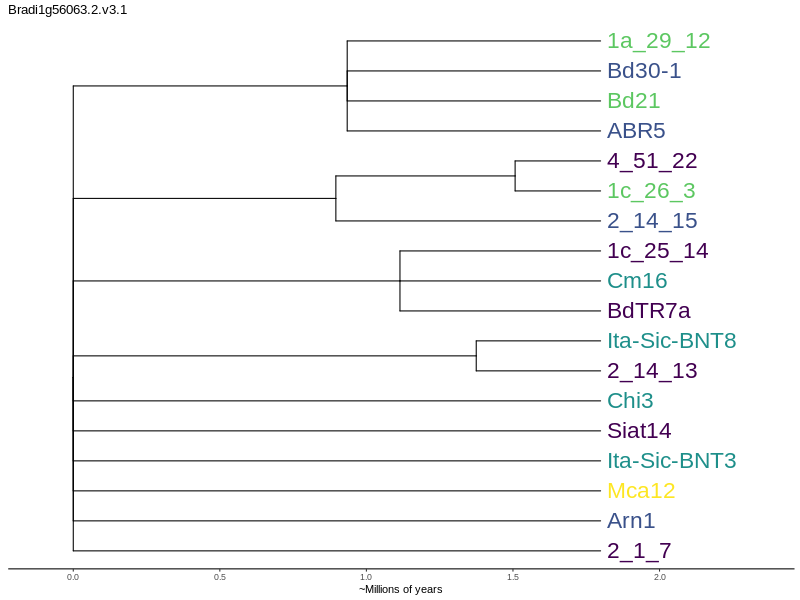 Bradi1g56063.2.v3.1
1a_29_12
Bd30-1
Bd21
ABR5
4_51_22
1c_26_3
2_14_15
1c_25_14
Cm16
BdTR7a
Ita-Sic-BNT8
2_14_13
Chi3
Siat14
Ita-Sic-BNT3
Mca12
Arn1
2_1_7
0.0 0.5 1.0 1.5 2.0
~Millions of years